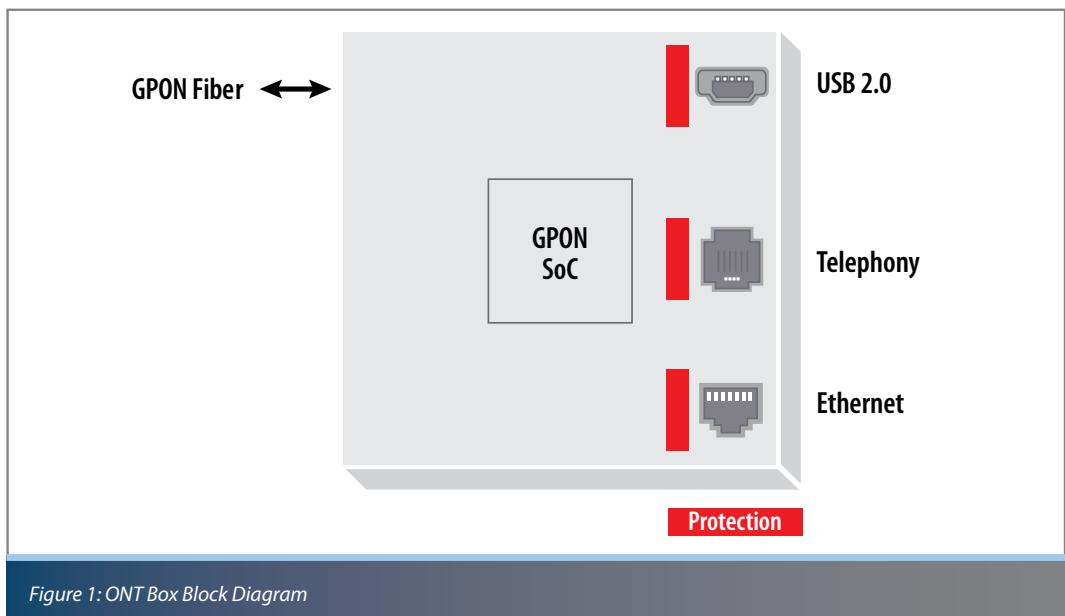 GPON Fiber
USB 2.0
GPON
SoC
Telephony
Ethernet
Protection
Figure 1: ONT Box Block Diagram